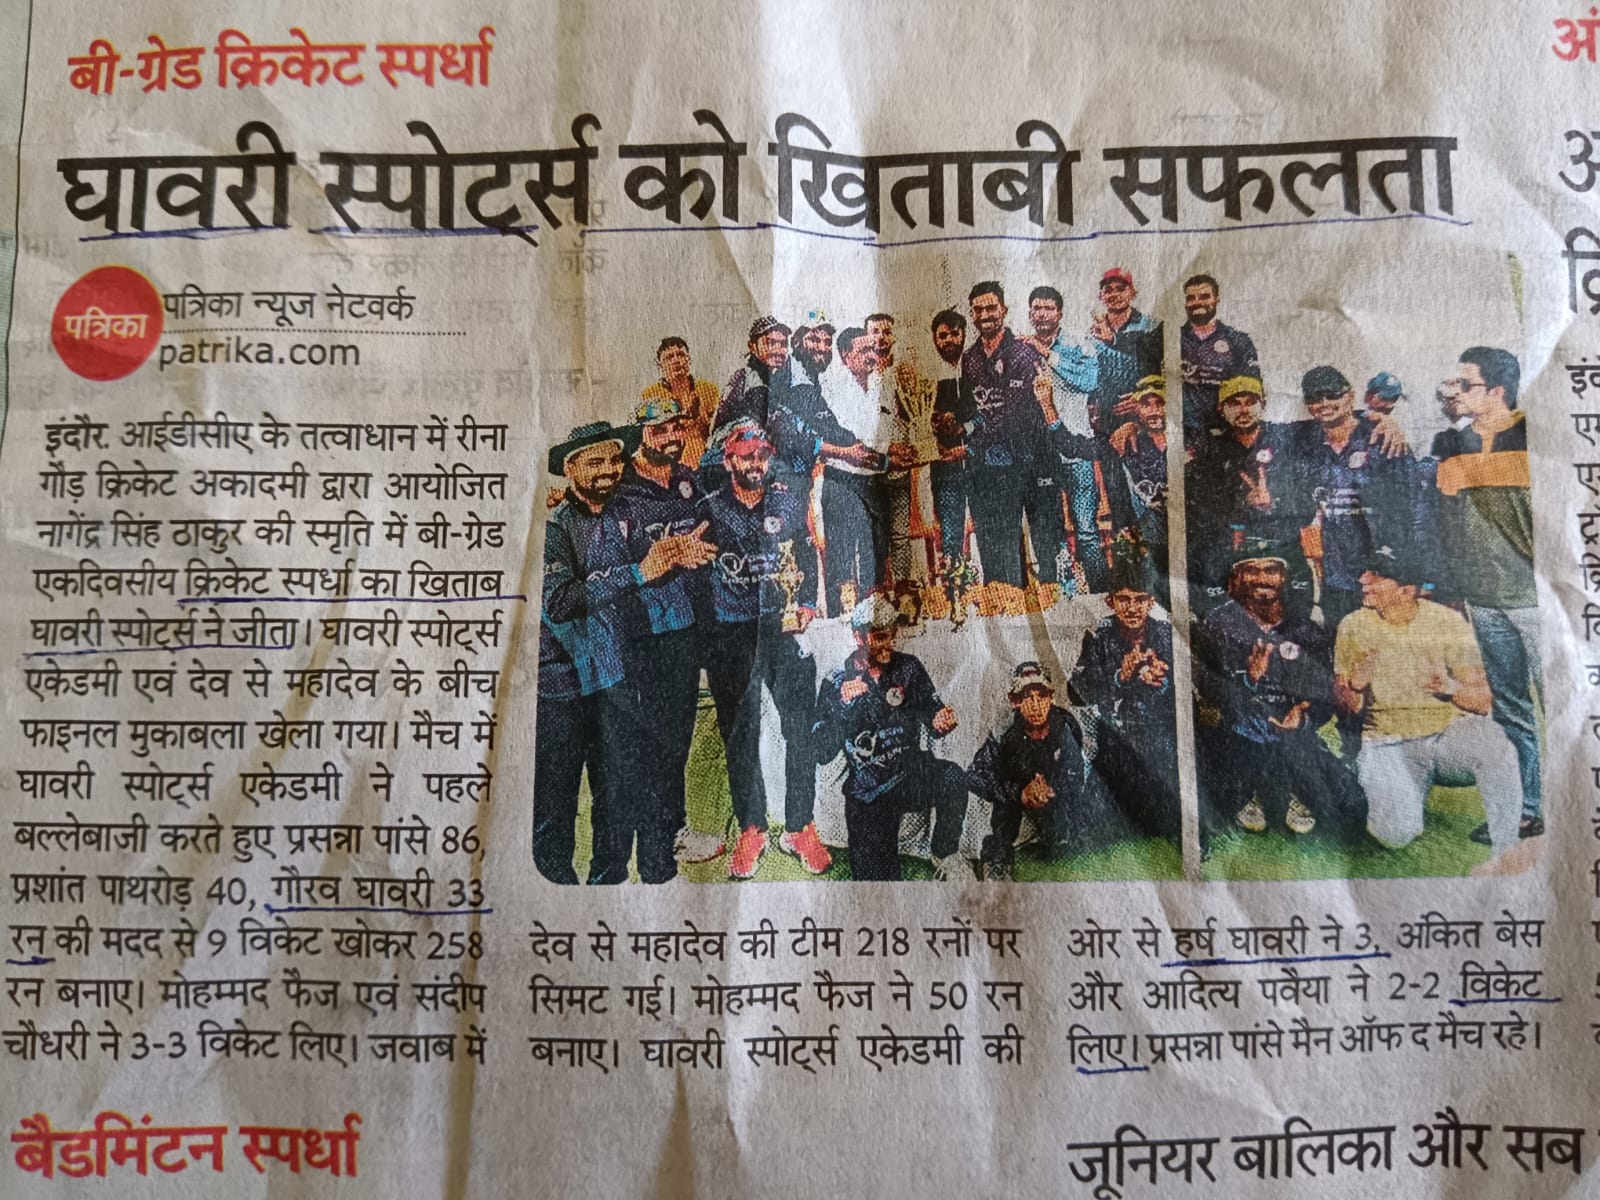 बी-ग्रेड क्रिकेट स्पर्धा
घावरी स्पोर्ट्स को खिताबी सफलता
पत्रिका
पत्रिका न्यूज नेटवर्क
patrika.com
इंदौर. आईडीसीए के तत्वाधान में रीना
गौड़ क्रिकेट अकादमी द्वारा आयोजित
नागेंद्र सिंह ठाकुर की स्मृति में बी-ग्रेड
एकदिवसीय क्रिकेट स्पर्धा का खिताब
घावरी स्पोर्ट्स ने जीता। घावरी स्पोर्ट्स
एकेडमी एवं देव से महादेव के बीच
फाइनल मुकाबला खेला गया। मैच में
घावरी स्पोर्ट्स एकेडमी ने पहले
बल्लेबाजी करते हुए प्रसन्ना पांसे 86,
प्रशांत पाथरोड़ 40, गौरव घावरी 33
रन की मदद से 9 विकेट खोकर 258
रन बनाए। मोहम्मद फैज एवं संदीप
चौधरी ने 3-3 विकेट लिए। जवाब में
देव से महादेव की टीम 218 रनों पर
सिमट गई। मोहम्मद फैज ने 50 रन
बनाए। घावरी स्पोर्ट्स एकेडमी की
ओर से हर्ष घावरी ने 3, अंकित बेस
और आदित्य पवैया ने 2-2 विकेट
लिए। प्रसन्ना पांसे मैन ऑफ द मैच रहे।
बैडमिंटन स्पर्धा
जूनियर बालिका और सब